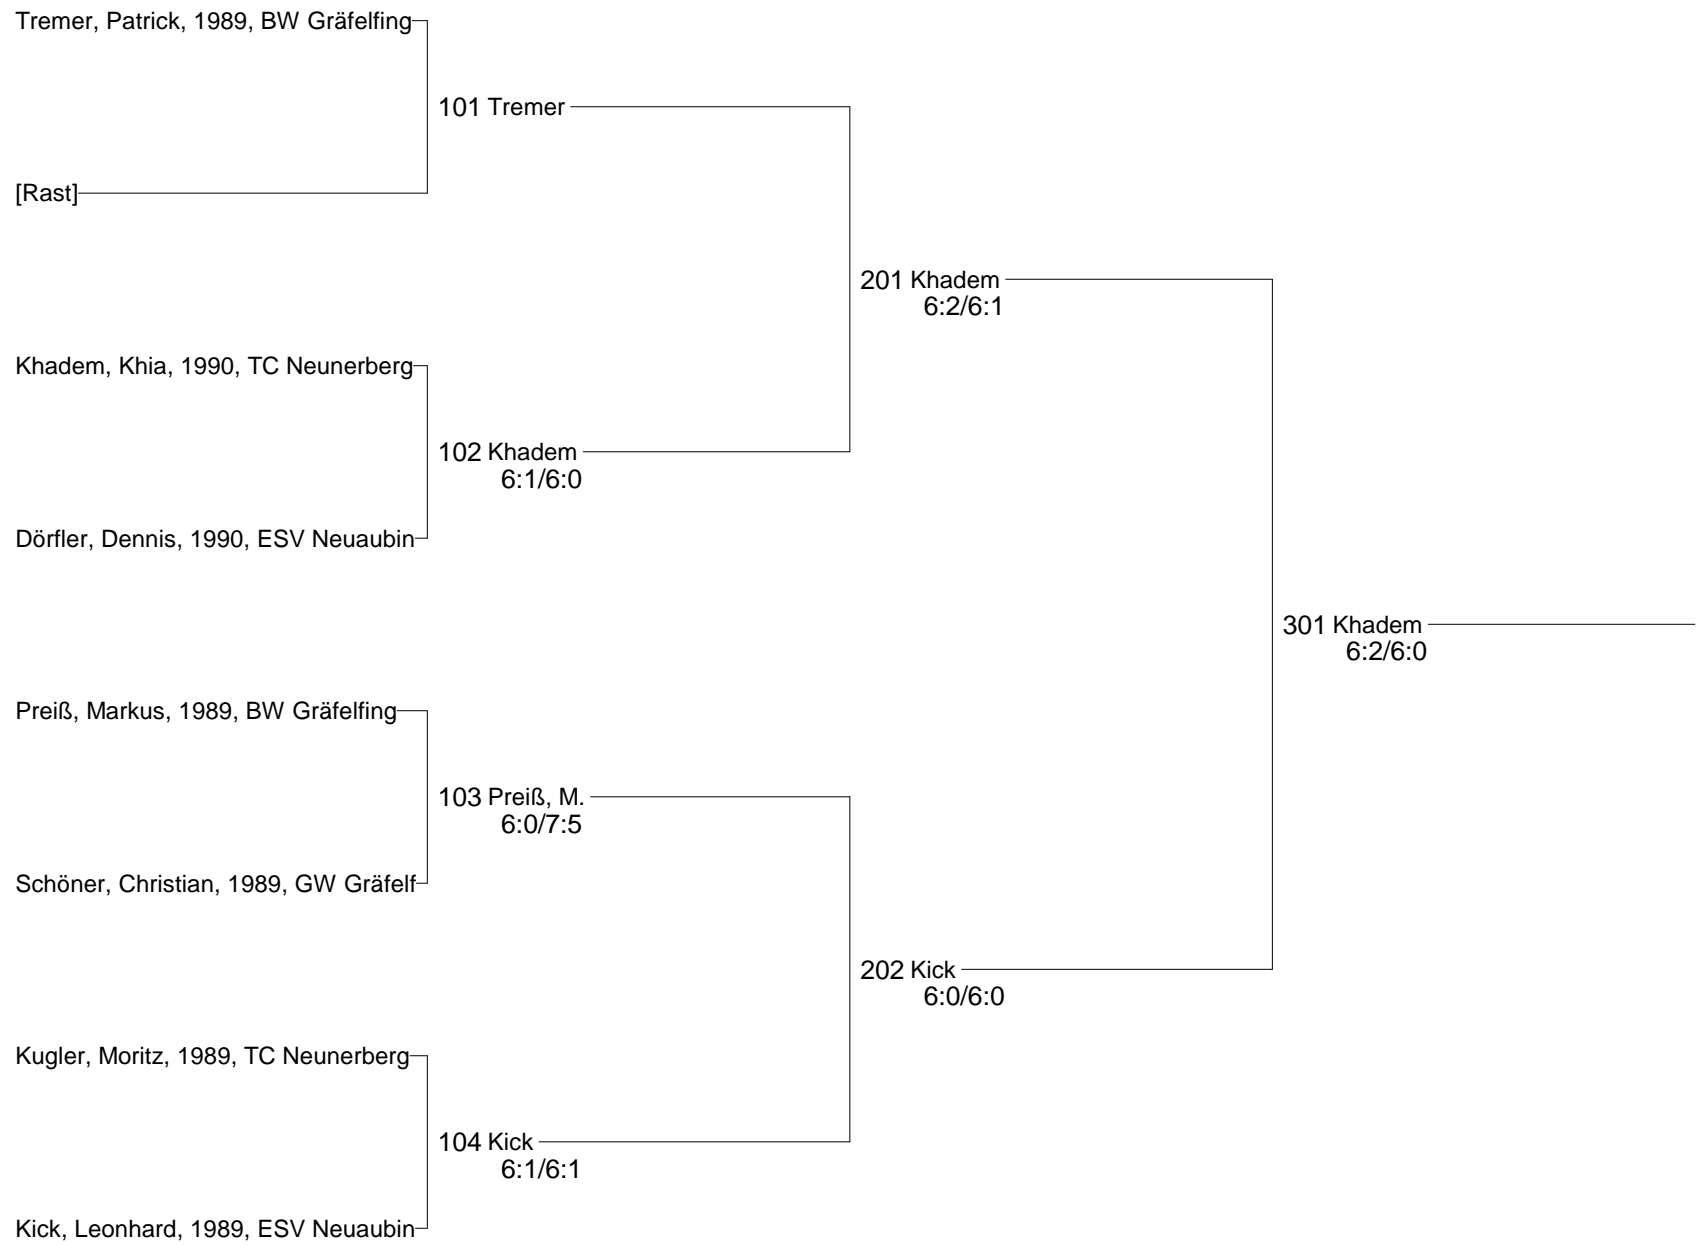 Tremer, Patrick, 1989, BW Gräfelfing
101 Tremer
[Rast]
201 Khadem
6:2/6:1
Khadem, Khia, 1990, TC Neunerberg
102 Khadem
6:1/6:0
Dörfler, Dennis, 1990, ESV Neuaubin
301 Khadem
6:2/6:0
Preiß, Markus, 1989, BW Gräfelfing
103 Preiß, M.
6:0/7:5
Schöner, Christian, 1989, GW Gräfelf
202 Kick
6:0/6:0
Kugler, Moritz, 1989, TC Neunerberg
104 Kick
6:1/6:1
Kick, Leonhard, 1989, ESV Neuaubin